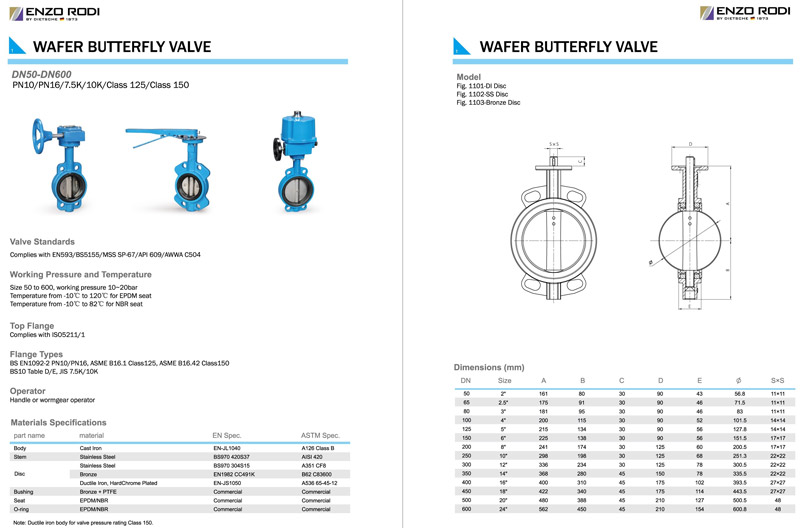 ENZO RODI
BY DIETSCHE 1873
WAFER BUTTERFLY VALVE
DN50-DN600
PN10/PN16/7.5K/10K/Class 125/Class 150
Valve Standards
Complies with EN593/BS5155/MSS SP-67/API 609/AWWA C504
Working Pressure and Temperature
Size 50 to 600, working pressure 10~20bar
Temperature from -10℃ to 120℃ for EPDM seat
Temperature from -10℃ to 82℃ for NBR seat
Top Flange
Complies with ISO5211/1
Flange Types
BS EN1092-2 PN10/PN16, ASME B16.1 Class125, ASME B16.42 Class150
BS10 Table D/E, JIS 7.5K/10K
Operator
Handle or wormgear operator
Materials Specifications
part name material EN Spec. ASTM Spec.
Body Cast Iron EN-JL1040 A126 Class B
Stem Stainless Steel BS970 420S37 AISI 420
Stainless Steel BS970 304S15 A351 CF8
Disc Bronze EN1982 CC491K B62 C83600
Ductile Iron, HardChrome Plated EN-JS1050 A536 65-45-12
Bushing Bronze + PTFE Commercial Commercial
Seat EPDM/NBR Commercial Commercial
O-ring EPDM/NBR Commercial Commercial
Note: Ductile iron body for valve pressure rating Class 150.
ENZO RODI
BY DIETSCHE 1873
WAFER BUTTERFLY VALVE
Model
Fig. 1101-DI Disc
Fig. 1102-SS Disc
Fig. 1103-Bronze Disc
S×S
C
D
A
B
Ø
E
Dimensions (mm)
DN Size A B C D E Ø S×S
50 2" 161 80 30 90 43 56.8 11×11
65 2.5" 175 91 30 90 46 71.5 11×11
80 3" 181 95 30 90 46 83 11×11
100 4" 200 115 30 90 52 101.5 14×14
125 5" 215 134 30 90 56 127.8 14×14
150 6" 225 138 30 90 56 151.5 17×17
200 8" 241 174 30 125 60 200.5 17×17
250 10" 298 198 30 125 68 251.3 22×22
300 12" 336 234 30 125 78 300.5 22×22
350 14" 368 280 45 150 78 335.5 22×22
400 16" 400 310 45 175 102 393.8 27×27
450 18" 422 340 45 175 114 443.5 27×27
500 20" 480 388 45 210 127 500.5 48
600 24" 562 450 45 210 154 600.8 48